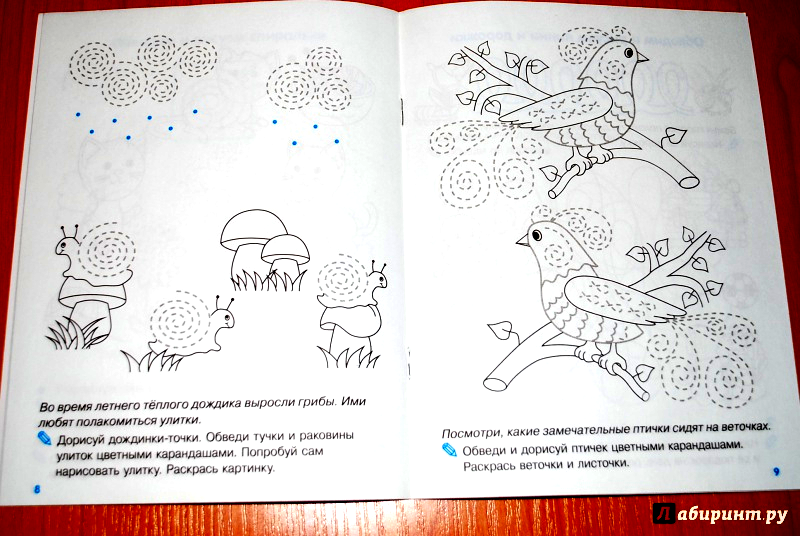 Во время летнего тёплого дождика выросли грибы. Ими
любят полакомиться улитки.
Дорисуй дождинки-точки. Обведи тучки и раковины
улиток цветными карандашами. Попробуй сам
нарисовать улитку. Раскрась картинку.
8
Посмотри, какие замечательные птички сидят на веточках.
Обведи и дорисуй птичек цветными карандашами.
Раскрась веточки и листочки.
9
Лабиринт.ру